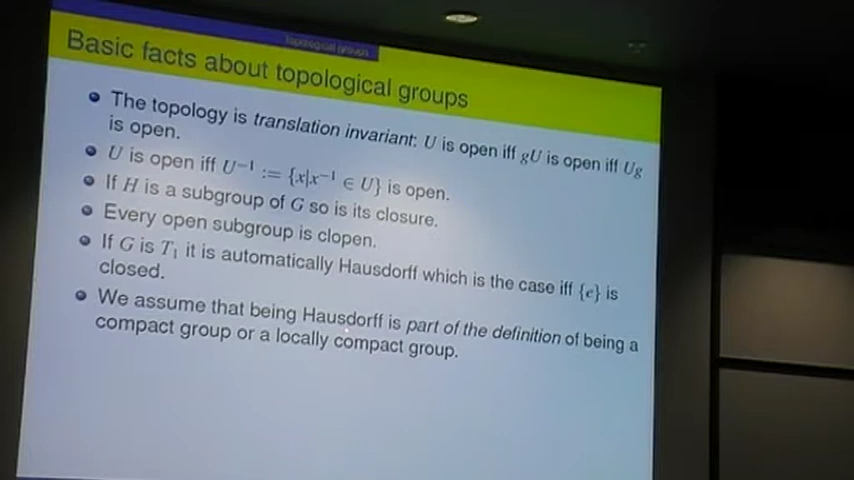 Topological groups
Basic facts about topological groups
The topology is translation invariant: U is open iff gU is open iff Ug
is open.
U is open iff U⁻¹ := {x|x⁻¹ ∈ U} is open.
If H is a subgroup of G so is its closure.
Every open subgroup is clopen.
If G is T₁ it is automatically Hausdorff which is the case iff {e} is
closed.
We assume that being Hausdorff is part of the definition of being a
compact group or a locally compact group.